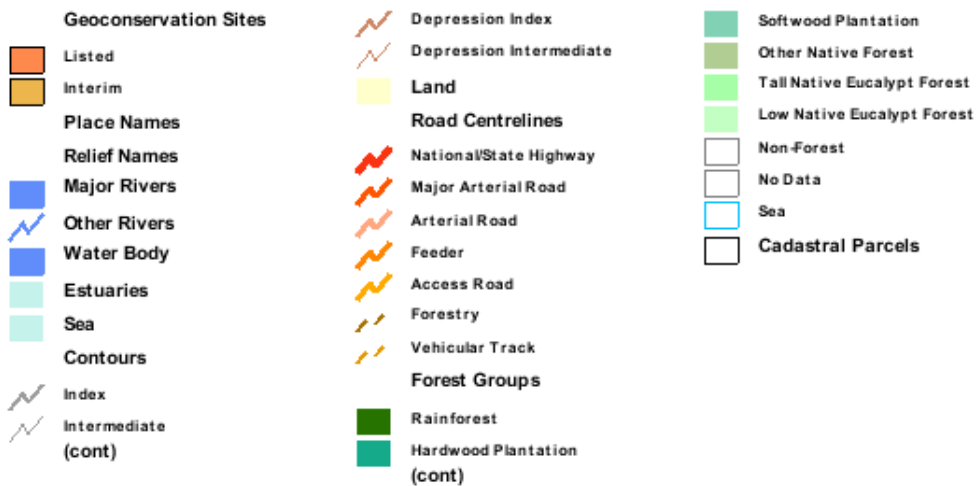 Geoconservation Sites
Listed
Interim
Place Names
Relief Names
Major Rivers
Other Rivers
Water Body
Estuaries
Sea
Contours
Index
Intermediate
(cont)
Depression Index
Depression Intermediate
Land
Road Centrelines
National/State Highway
Major Arterial Road
Arterial Road
Feeder
Access Road
Forestry
Vehicular Track
Forest Groups
Rainforest
Hardwood Plantation
(cont)
Softwood Plantation
Other Native Forest
Tall Native Eucalypt Forest
Low Native Eucalypt Forest
Non-Forest
No Data
Sea
Cadastral Parcels